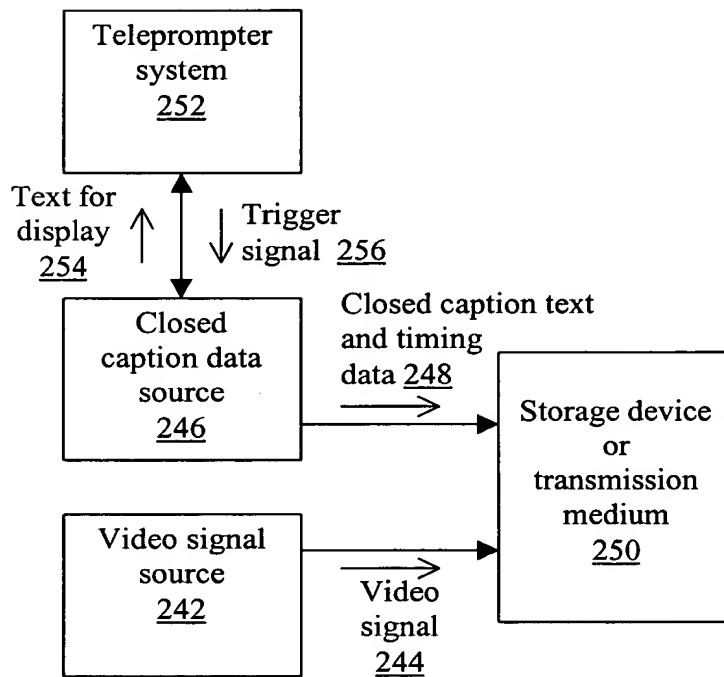 Teleprompter
system
252
Text for
display
254
Trigger
signal 256
Closed
caption data
source
246
Closed caption text
and timing
data 248
Storage device
or
transmission
medium
250
Video signal
source
242
Video
signal
244